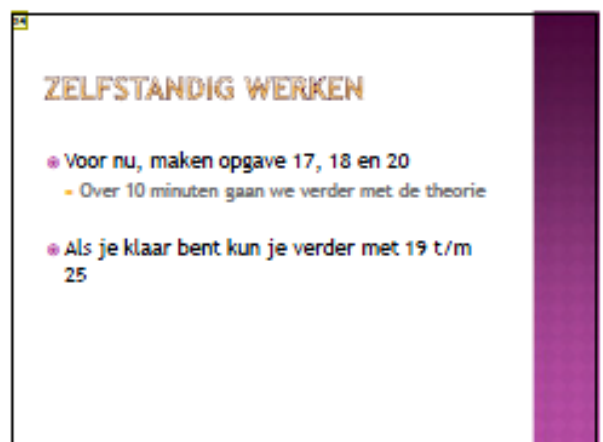 ZELFSTANDIG WERKEN
Voor nu, maken opgave 17, 18 en 20
- Over 10 minuten gaan we verder met de theorie
Als je klaar bent kun je verder met 19 t/m
25